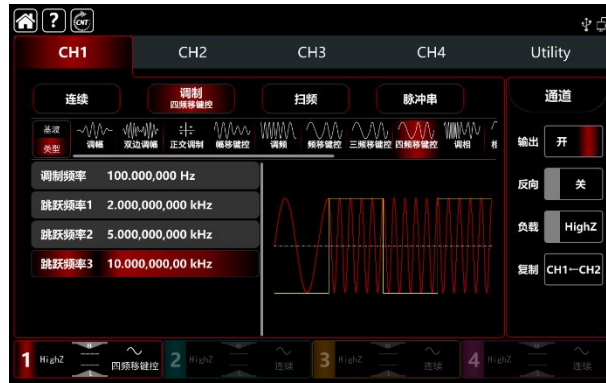 ? CNT
CH1 CH2 CH3 CH4 Utility
连续 调制 扫频 脉冲串 通道
四频移键控
基波
类型 调幅 双边调幅 正交调制 幅移键控 调频 频移键控 三频移键控 四频移键控 调相
输出 开
调制频率 100.000,000 Hz
反向 关
跳跃频率1 2.000,000,000 kHz
跳跃频率2 5.000,000,000 kHz
负载 HighZ
跳跃频率3 10.000,000,00 kHz
复制 CH1←CH2
1 HighZ 四频移键控 2 HighZ 连续 3 HighZ 连续 4 HighZ 连续